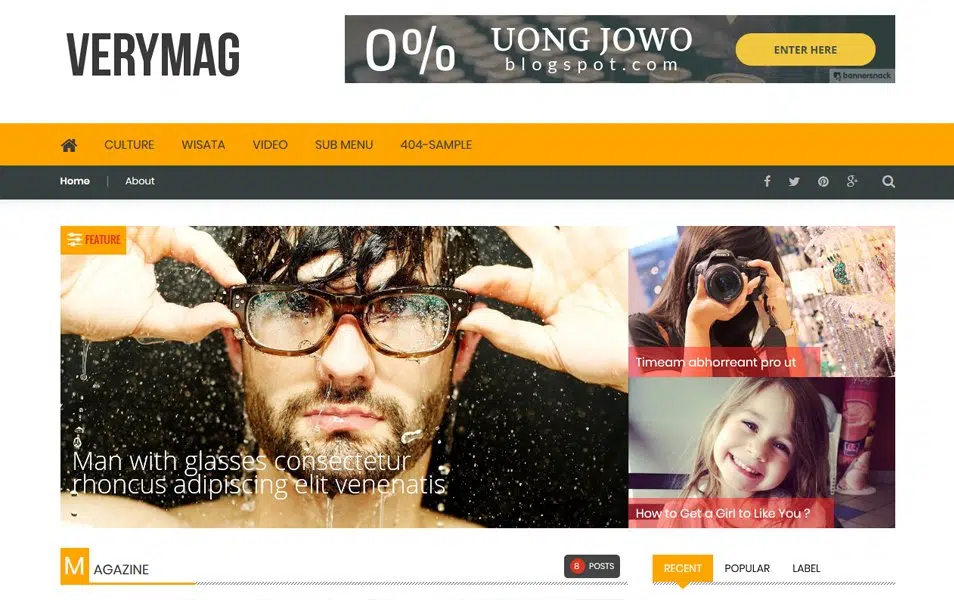 VERYMAG
0%
UONG JOWO
blogspot.com
ENTER HERE
bannersnack
CULTURE WISATA VIDEO SUB MENU 404-SAMPLE
Home | About
FEATURE
Timeam abhorreant pro ut
Man with glasses consectetur
rhoncus adipiscing elit venenatis
How to Get a Girl to Like You ?
MAGAZINE
8 POSTS
RECENT POPULAR LABEL